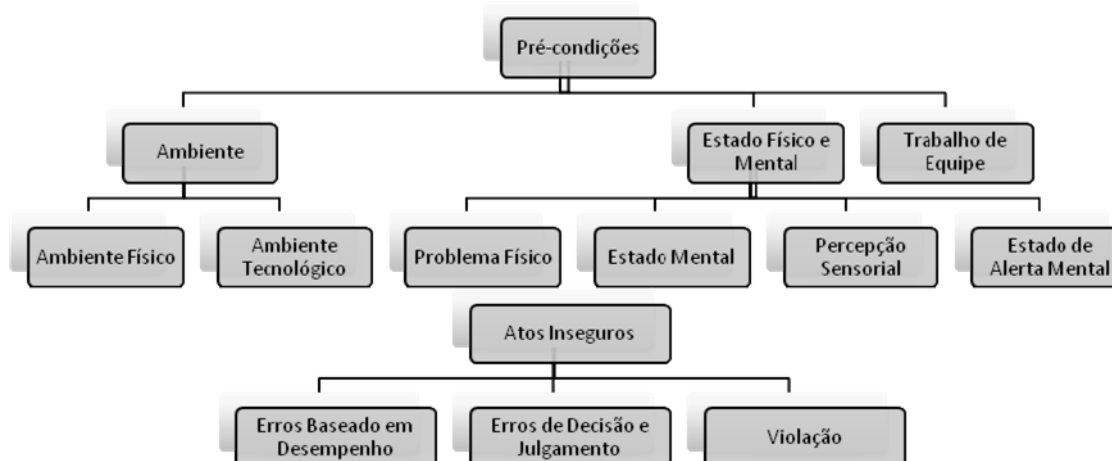 Pré-condições
Ambiente
Estado Físico e
Mental
Trabalho de
Equipe
Ambiente Físico
Ambiente
Tecnológico
Problema Físico
Estado Mental
Percepção
Sensorial
Estado de
Alerta Mental
Atos Inseguros
Erros Baseado em
Desempenho
Erros de Decisão e
Julgamento
Violação